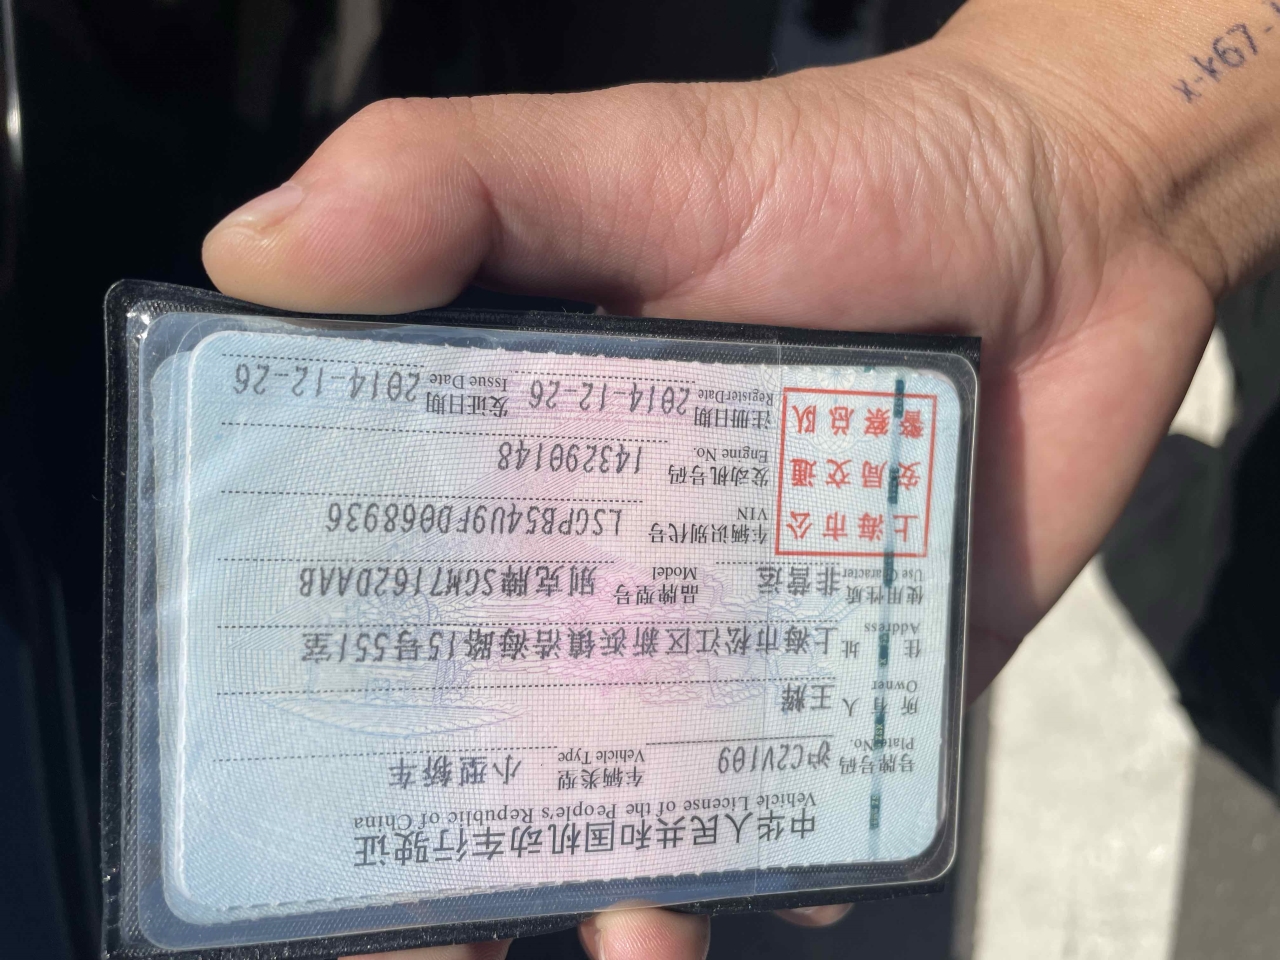 中华人民共和国机动车行驶证
Vehicle License of the People's Republic of China
号牌号码 沪C2V109 车辆类型 小型轿车
Plate No. Vehicle Type
所有人 王辉
Owner
住址 上海市松江区新浜镇浩海路15号551室
Address
使用性质 非营运 品牌型号 别克牌SGM7162DAAB
Use Character Model
上海市公
安局交通
警察总队
车辆识别代号 LSGPB54U9FD068936
VIN
发动机号码 143290148
Engine No.
注册日期 2014-12-26 发证日期 2014-12-26
Register Date Issue Date